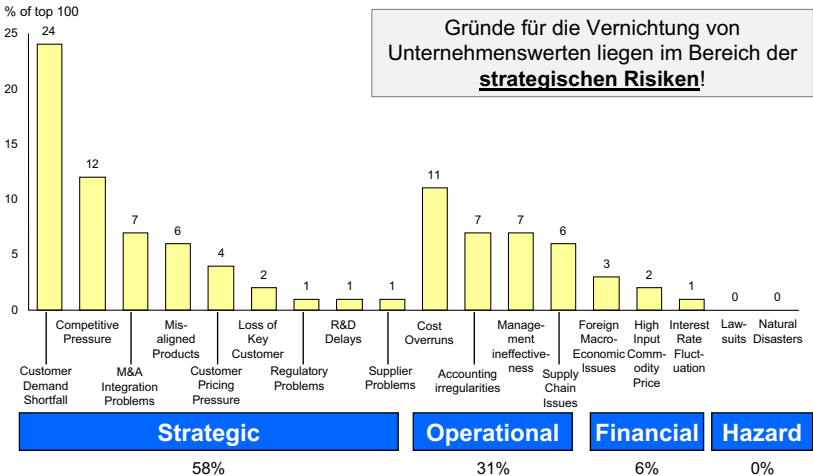 % of top 100
Gründe für die Vernichtung von
Unternehmenswerten liegen im Bereich der
strategischen Risiken!
25
20
15
10
5
0
24
12
7
6
4
2
1
1
1
11
7
7
6
3
2
1
0
0
Customer
Demand
Shortfall
Competitive
Pressure
M&A
Integration
Problems
Mis-
aligned
Products
Customer
Pricing
Pressure
Loss of
Key
Customer
Regulatory
Problems
R&D
Delays
Supplier
Problems
Cost
Overruns
Accounting
irregularities
Manage-
ment
ineffective-
ness
Supply
Chain
Issues
Foreign
Macro-
Economic
Issues
High
Input
Comm-
odity
Price
Interest
Rate
Fluct-
uation
Law-
suits
Natural
Disasters
Strategic
Operational
Financial
Hazard
58%
31%
6%
0%